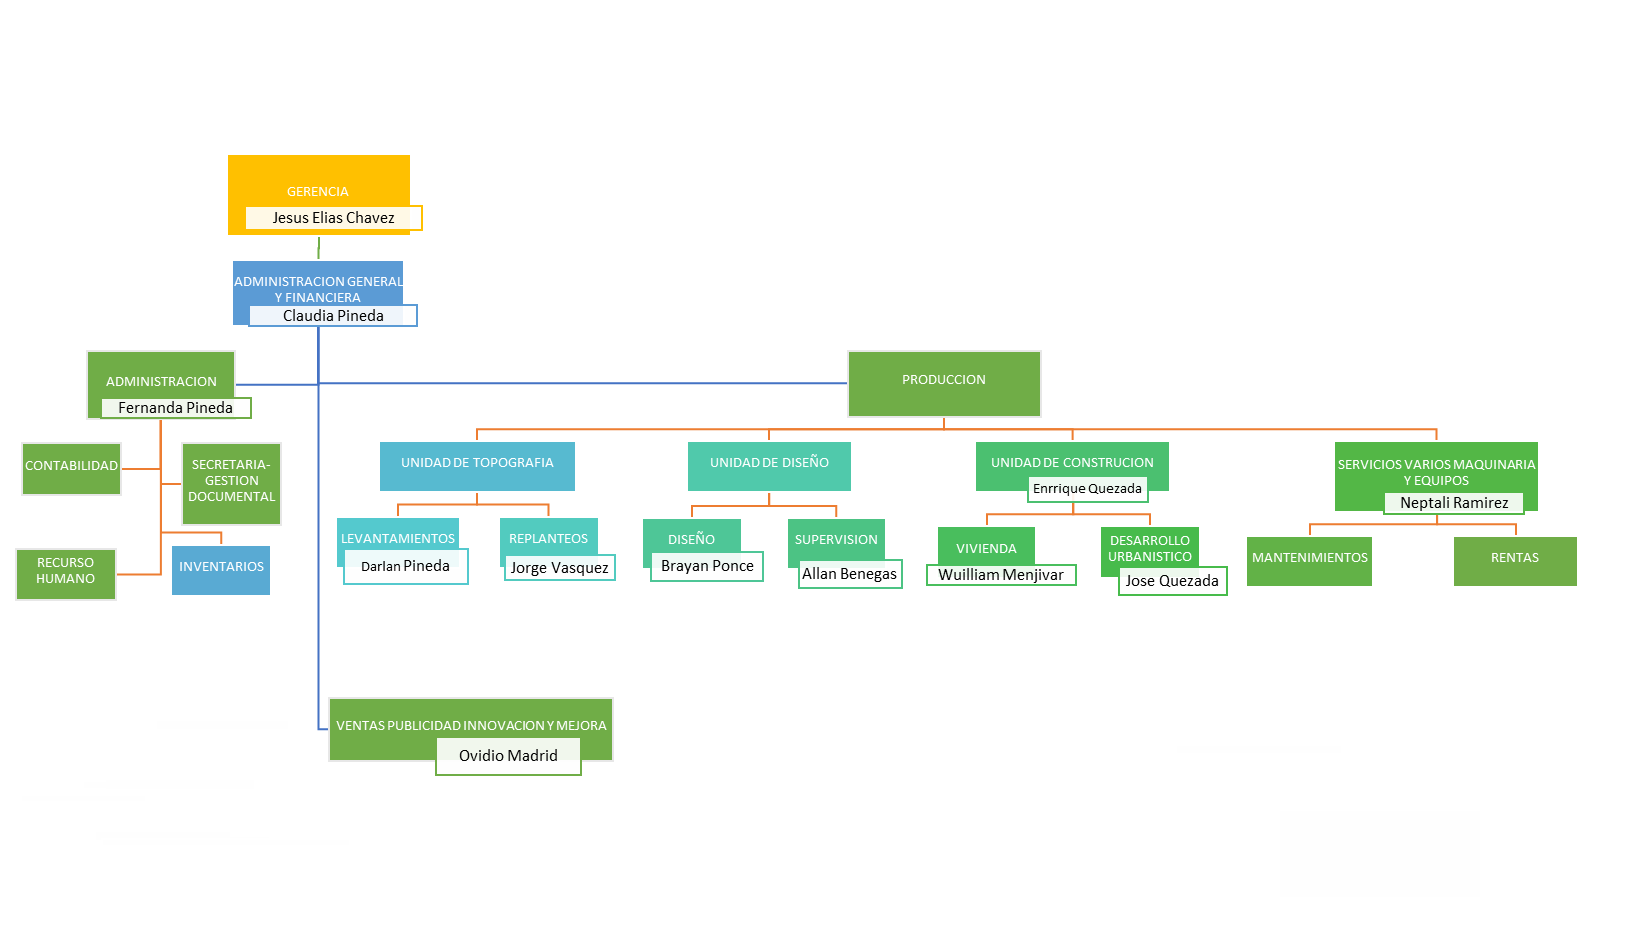 GERENCIA
Jesus Elias Chavez
ADMINISTRACION GENERAL
Y FINANCIERA
Claudia Pineda
ADMINISTRACION
Fernanda Pineda
PRODUCCION
CONTABILIDAD
SECRETARIA-
GESTION
DOCUMENTAL
RECURSO
HUMANO
INVENTARIOS
UNIDAD DE TOPOGRAFIA
UNIDAD DE DISEÑO
UNIDAD DE CONSTRUCION
Enrrique Quezada
SERVICIOS VARIOS MAQUINARIA
Y EQUIPOS
Neptali Ramirez
LEVANTAMIENTOS
Darlan Pineda
REPLANTEOS
Jorge Vasquez
DISEÑO
Brayan Ponce
SUPERVISION
Allan Benegas
VIVIENDA
Wuilliam Menjivar
DESARROLLO
URBANISTICO
Jose Quezada
MANTENIMIENTOS
RENTAS
VENTAS PUBLICIDAD INNOVACION Y MEJORA
Ovidio Madrid